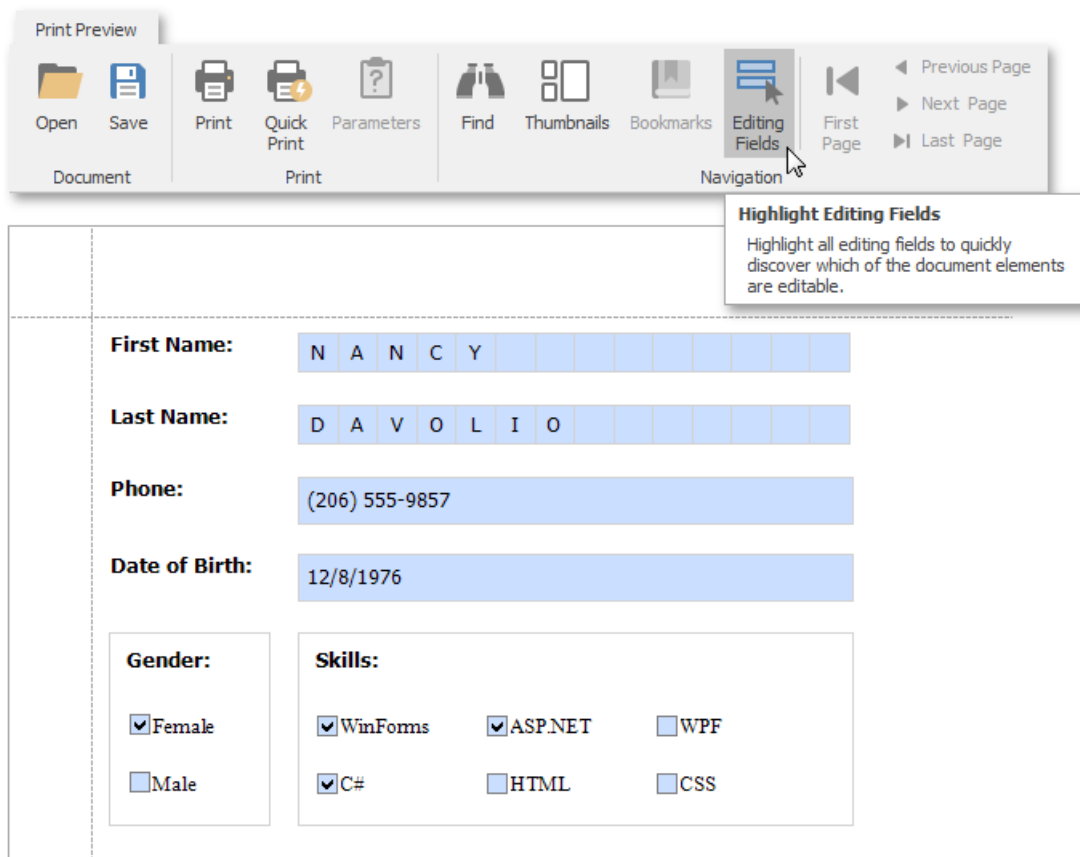 Print Preview
Open
Save
Print
Quick
Print
Parameters
Find
Thumbnails
Bookmarks
Editing
Fields
First
Page
Previous Page
Next Page
Last Page
Document
Print
Navigation
Highlight Editing Fields
Highlight all editing fields to quickly
discover which of the document elements
are editable.
First Name: N A N C Y
Last Name: D A V O L I O
Phone: (206) 555-9857
Date of Birth: 12/8/1976
Gender:
Skills:
Female
WinForms
ASP.NET
WPF
Male
C#
HTML
CSS